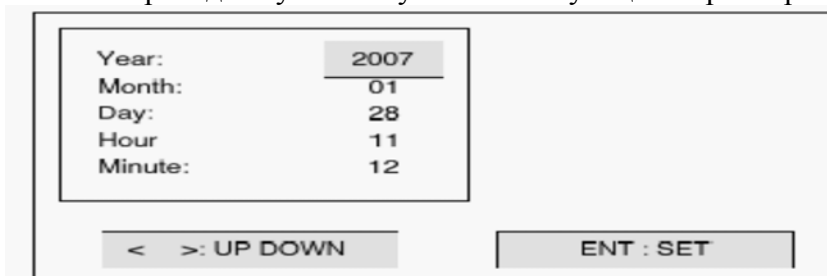 Year: 2007
Month: 01
Day: 28
Hour 11
Minute: 12
< >: UP DOWN
ENT : SET